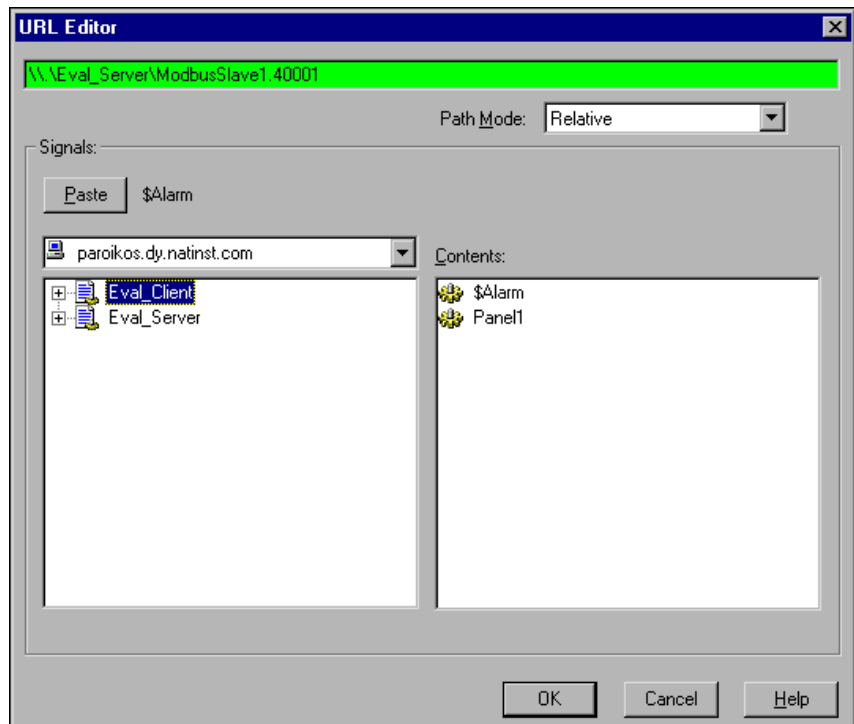 URL Editor
\\.\Eval_Server\ModbusSlave1.40001
Path Mode: Relative
Signals:
Paste $Alarm
paroikos.dy.natinst.com
Contents:
Eval_Client
Eval_Server
$Alarm
Panel1
OK Cancel Help